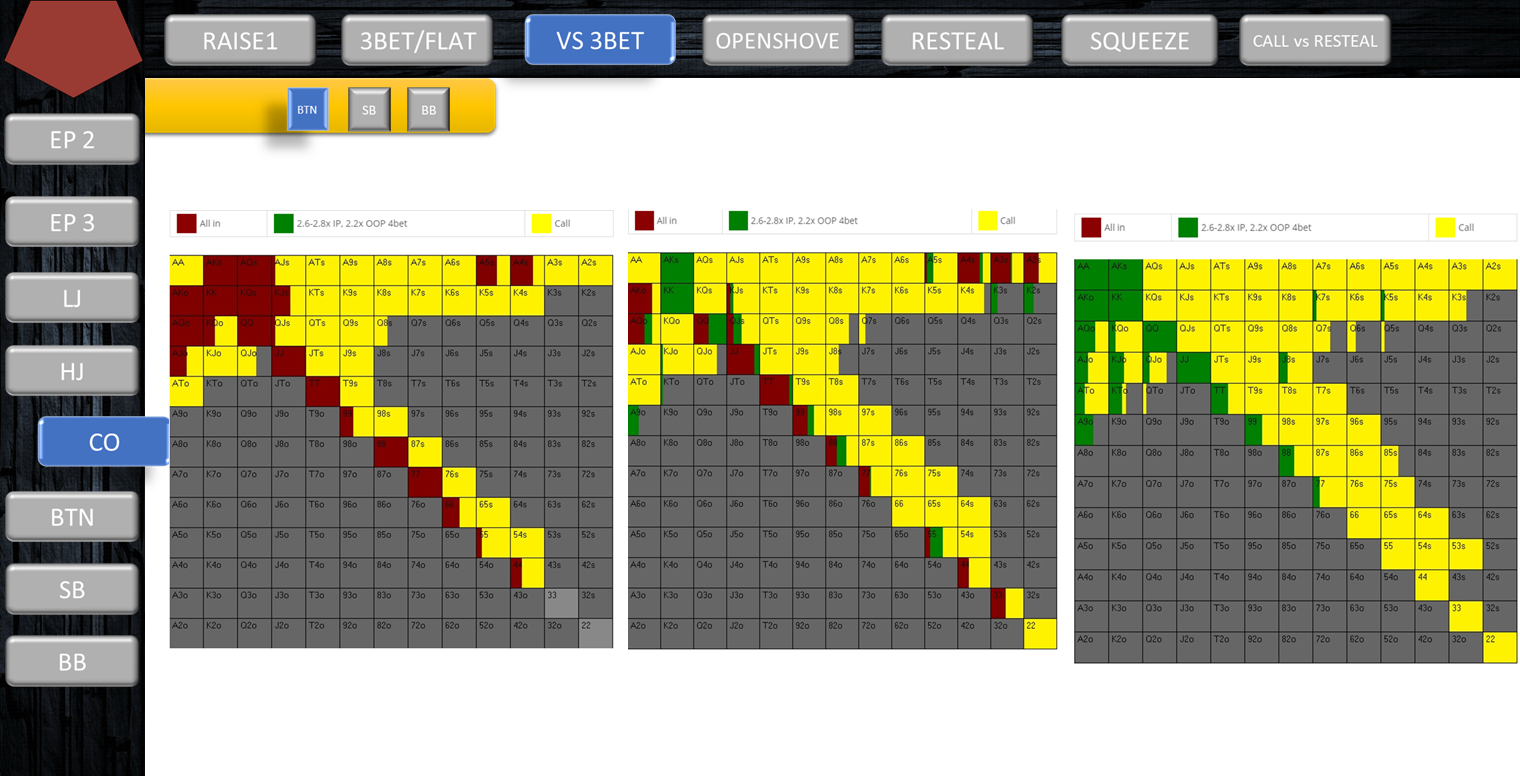 RAISE1 3BET/FLAT VS 3BET OPENSHOVE RESTEAL SQUEEZE CALL vs RESTEAL
BTN SB BB
EP 2
EP 3
LJ
HJ
CO
BTN
SB
BB
All in 2.6-2.8x IP, 2.2x OOP 4bet Call
AA AKs AQs AJs ATs A9s A8s A7s A6s A5s A4s A3s A2s
AKo KK KQs KJs KTs K9s K8s K7s K6s K5s K4s K3s K2s
AQo KQo QQ QJs QTs Q9s Q8s Q7s Q6s Q5s Q4s Q3s Q2s
AJo KJo QJo JJ JTs J9s J8s J7s J6s J5s J4s J3s J2s
ATo KTo QTo JTo TT T9s T8s T7s T6s T5s T4s T3s T2s
A9o K9o Q9o J9o T9o 99 98s 97s 96s 95s 94s 93s 92s
A8o K8o Q8o J8o T8o 98o 88 87s 86s 85s 84s 83s 82s
A7o K7o Q7o J7o T7o 97o 87o 77 76s 75s 74s 73s 72s
A6o K6o Q6o J6o T6o 96o 86o 76o 66 65s 64s 63s 62s
A5o K5o Q5o J5o T5o 95o 85o 75o 65o 55 54s 53s 52s
A4o K4o Q4o J4o T4o 94o 84o 74o 64o 54o 44 43s 42s
A3o K3o Q3o J3o T3o 93o 83o 73o 63o 53o 43o 33 32s
A2o K2o Q2o J2o T2o 92o 82o 72o 62o 52o 42o 32o 22
All in 2.6-2.8x IP, 2.2x OOP 4bet Call
AA AKs AQs AJs ATs A9s A8s A7s A6s A5s A4s A3s A2s
AKo KK KQs KJs KTs K9s K8s K7s K6s K5s K4s K3s K2s
AQo KQo QQ QJs QTs Q9s Q8s Q7s Q6s Q5s Q4s Q3s Q2s
AJo KJo QJo JJ JTs J9s J8s J7s J6s J5s J4s J3s J2s
ATo KTo QTo JTo TT T9s T8s T7s T6s T5s T4s T3s T2s
A9o K9o Q9o J9o T9o 99 98s 97s 96s 95s 94s 93s 92s
A8o K8o Q8o J8o T8o 98o 88 87s 86s 85s 84s 83s 82s
A7o K7o Q7o J7o T7o 97o 87o 77 76s 75s 74s 73s 72s
A6o K6o Q6o J6o T6o 96o 86o 76o 66 65s 64s 63s 62s
A5o K5o Q5o J5o T5o 95o 85o 75o 65o 55 54s 53s 52s
A4o K4o Q4o J4o T4o 94o 84o 74o 64o 54o 44 43s 42s
A3o K3o Q3o J3o T3o 93o 83o 73o 63o 53o 43o 33 32s
A2o K2o Q2o J2o T2o 92o 82o 72o 62o 52o 42o 32o 22
All in 2.6-2.8x IP, 2.2x OOP 4bet Call
AA AKs AQs AJs ATs A9s A8s A7s A6s A5s A4s A3s A2s
AKo KK KQs KJs KTs K9s K8s K7s K6s K5s K4s K3s K2s
AQo KQo QQ QJs QTs Q9s Q8s Q7s Q6s Q5s Q4s Q3s Q2s
AJo KJo QJo JJ JTs J9s J8s J7s J6s J5s J4s J3s J2s
ATo KTo QTo JTo TT T9s T8s T7s T6s T5s T4s T3s T2s
A9o K9o Q9o J9o T9o 99 98s 97s 96s 95s 94s 93s 92s
A8o K8o Q8o J8o T8o 98o 88 87s 86s 85s 84s 83s 82s
A7o K7o Q7o J7o T7o 97o 87o 77 76s 75s 74s 73s 72s
A6o K6o Q6o J6o T6o 96o 86o 76o 66 65s 64s 63s 62s
A5o K5o Q5o J5o T5o 95o 85o 75o 65o 55 54s 53s 52s
A4o K4o Q4o J4o T4o 94o 84o 74o 64o 54o 44 43s 42s
A3o K3o Q3o J3o T3o 93o 83o 73o 63o 53o 43o 33 32s
A2o K2o Q2o J2o T2o 92o 82o 72o 62o 52o 42o 32o 22